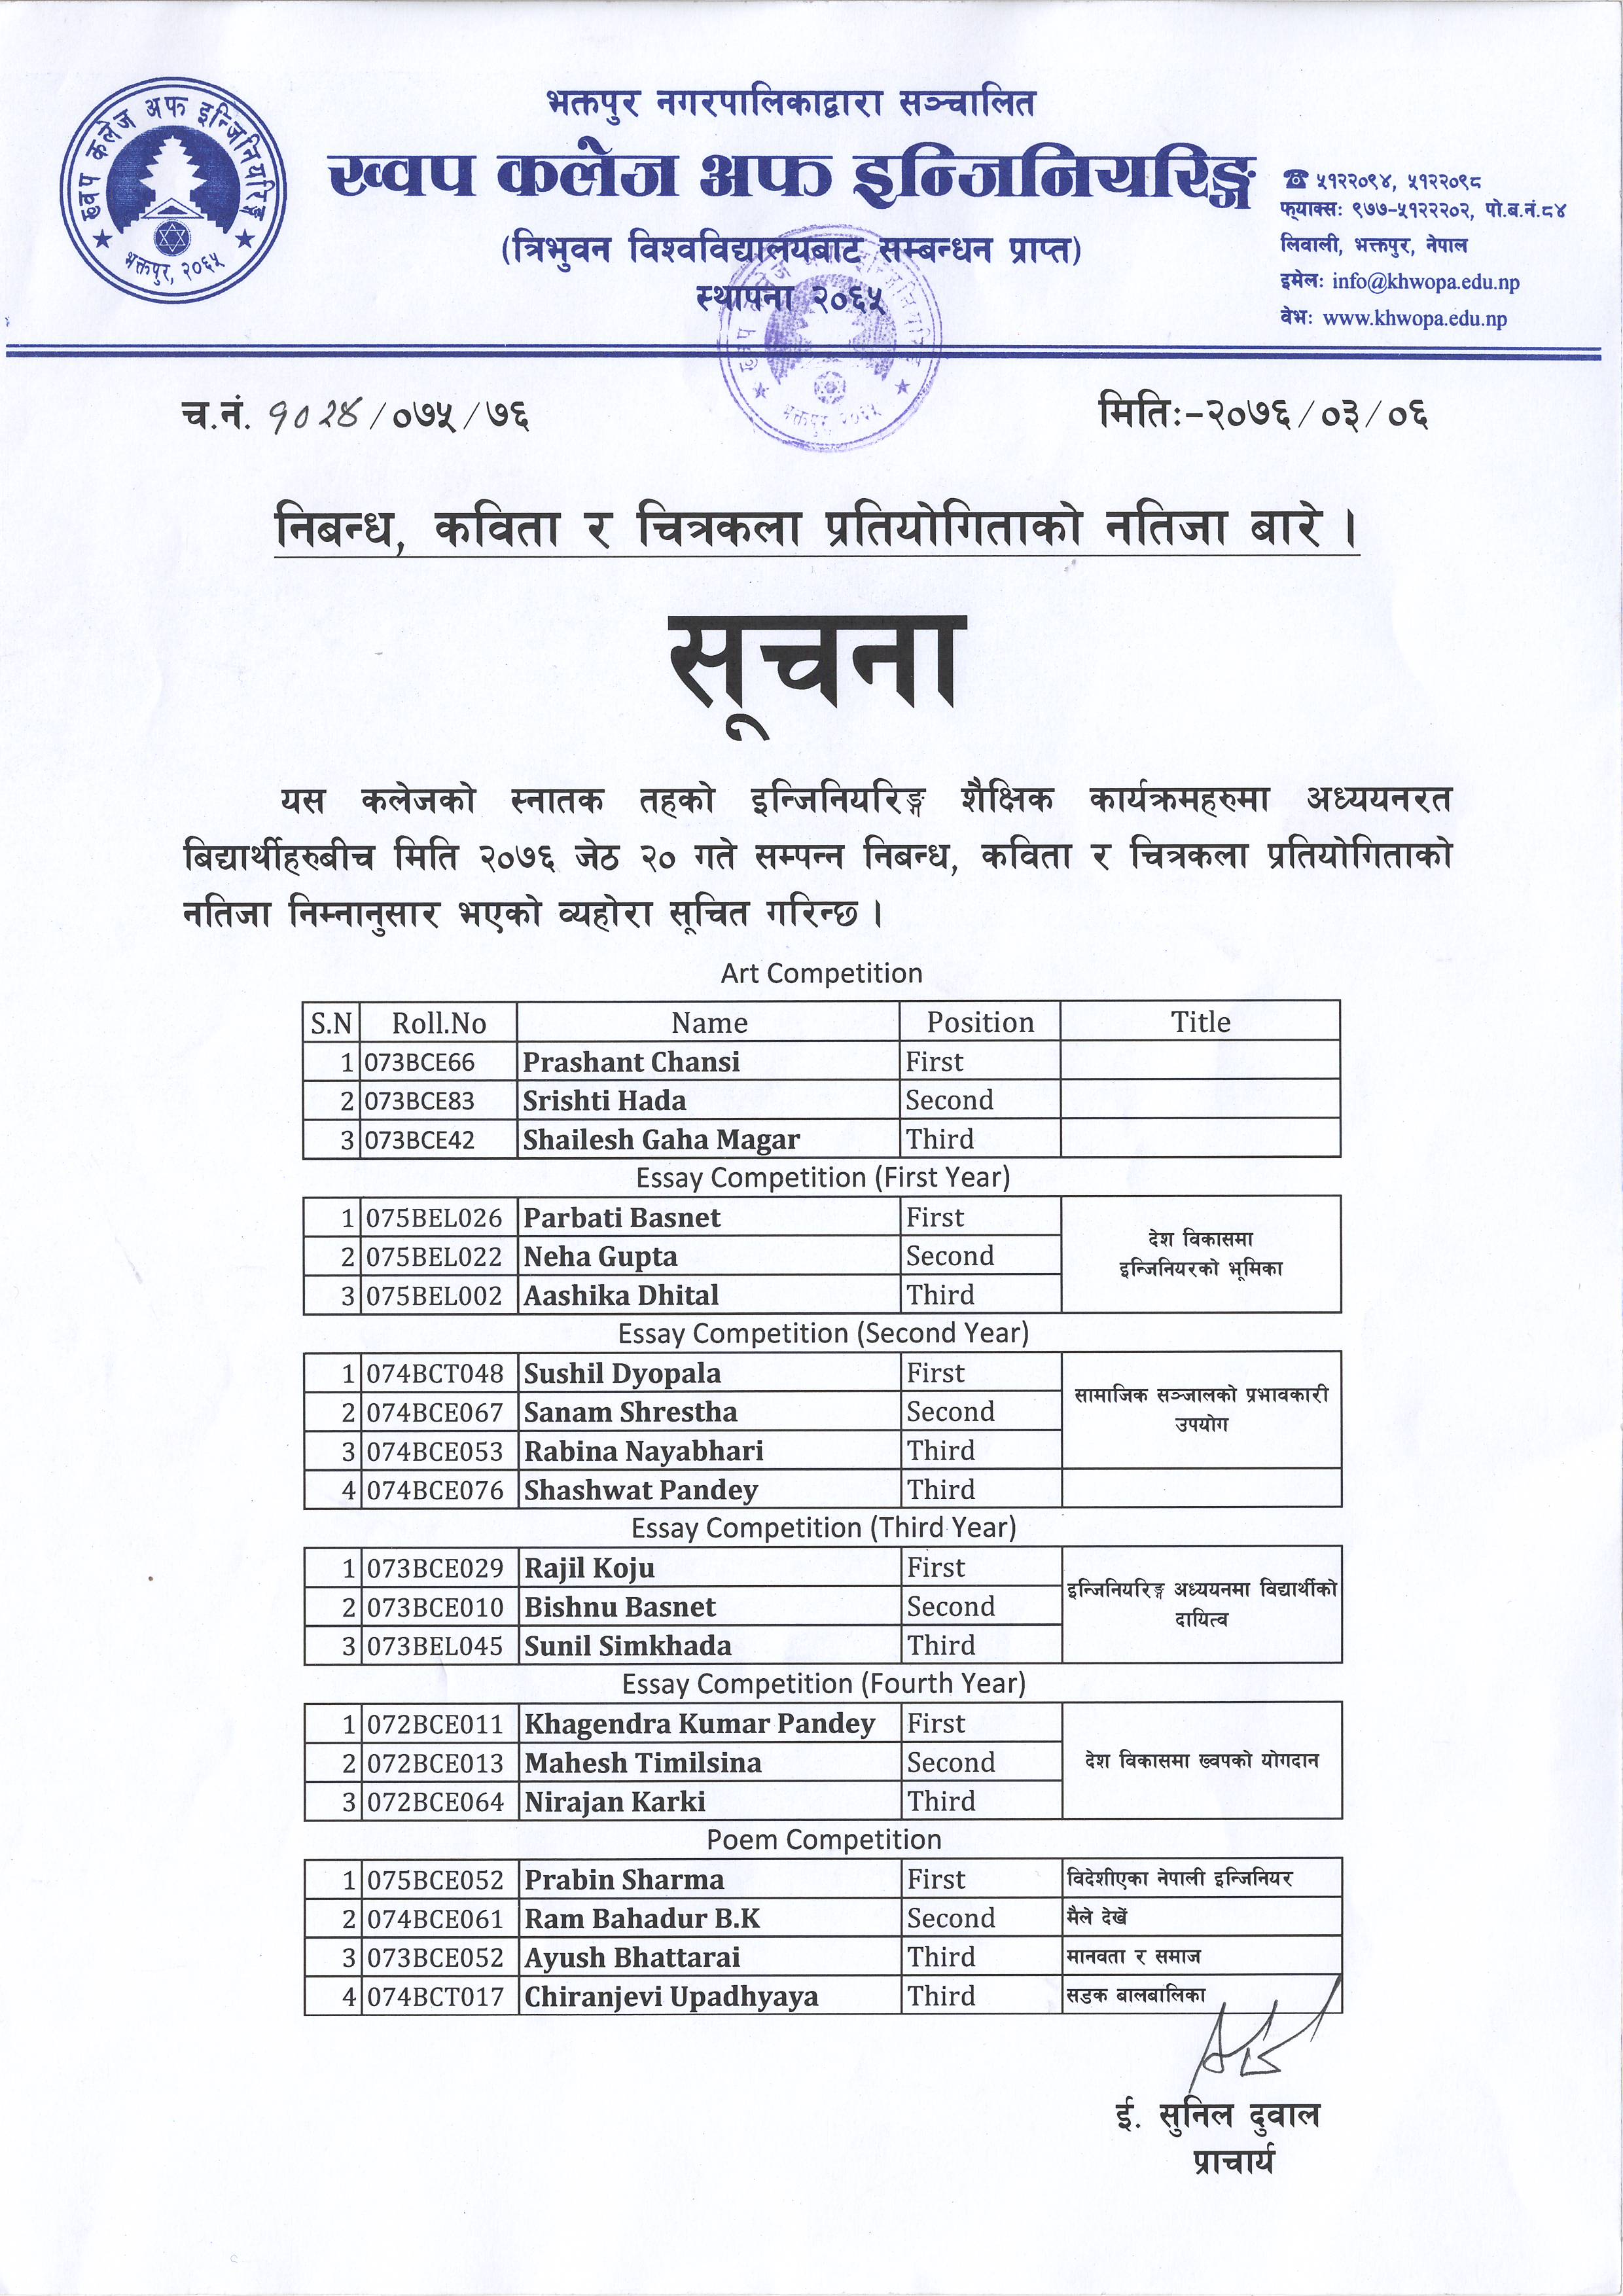 ख्वप कलेज अफ इन्जिनियरिङ्ग
भक्तपुर, २०६५
भक्तपुर नगरपालिकाद्वारा सञ्चालित
ख्वप कलेज अफ इन्जिनियरिङ्ग
(त्रिभुवन विश्वविद्यालयबाट सम्बन्धन प्राप्त)
स्थापना २०६५
☎ ५१२२०९४, ५१२२०९८
फ्याक्स: ९७७-५१२२२०२, पो.ब.नं.८४
लिवाली, भक्तपुर, नेपाल
इमेल: info@khwopa.edu.np
वेभ: www.khwopa.edu.np
च.नं. १०२४/०७५/७६
मिति:-२०७६/०३/०६
निबन्ध, कविता र चित्रकला प्रतियोगिताको नतिजा बारे ।
सूचना
यस कलेजको स्नातक तहको इन्जिनियरिङ्ग शैक्षिक कार्यक्रमहरुमा अध्ययनरत
बिद्यार्थीहरुबीच मिति २०७६ जेठ २० गते सम्पन्न निबन्ध, कविता र चित्रकला प्रतियोगिताको
नतिजा निम्नानुसार भएको व्यहोरा सूचित गरिन्छ ।
Art Competition
S.N Roll.No Name Position Title
1 073BCE66 Prashant Chansi First
2 073BCE83 Srishti Hada Second
3 073BCE42 Shailesh Gaha Magar Third
Essay Competition (First Year)
1 075BEL026 Parbati Basnet First
2 075BEL022 Neha Gupta Second
3 075BEL002 Aashika Dhital Third
देश विकासमा
इन्जिनियरको भूमिका
Essay Competition (Second Year)
1 074BCT048 Sushil Dyopala First
2 074BCE067 Sanam Shrestha Second
3 074BCE053 Rabina Nayabhari Third
सामाजिक सञ्जालको प्रभावकारी
उपयोग
4 074BCE076 Shashwat Pandey Third
Essay Competition (Third Year)
1 073BCE029 Rajil Koju First
2 073BCE010 Bishnu Basnet Second
3 073BEL045 Sunil Simkhada Third
इन्जिनियरिङ्ग अध्ययनमा विद्यार्थीको
दायित्व
Essay Competition (Fourth Year)
1 072BCE011 Khagendra Kumar Pandey First
2 072BCE013 Mahesh Timilsina Second
3 072BCE064 Nirajan Karki Third
देश विकासमा ख्वपको योगदान
Poem Competition
1 075BCE052 Prabin Sharma First विदेशीएका नेपाली इन्जिनियर
2 074BCE061 Ram Bahadur B.K Second मैले देखें
3 073BCE052 Ayush Bhattarai Third मानवता र समाज
4 074BCT017 Chiranjevi Upadhyaya Third सडक बालबालिका
ई. सुनिल दुवाल
प्राचार्य